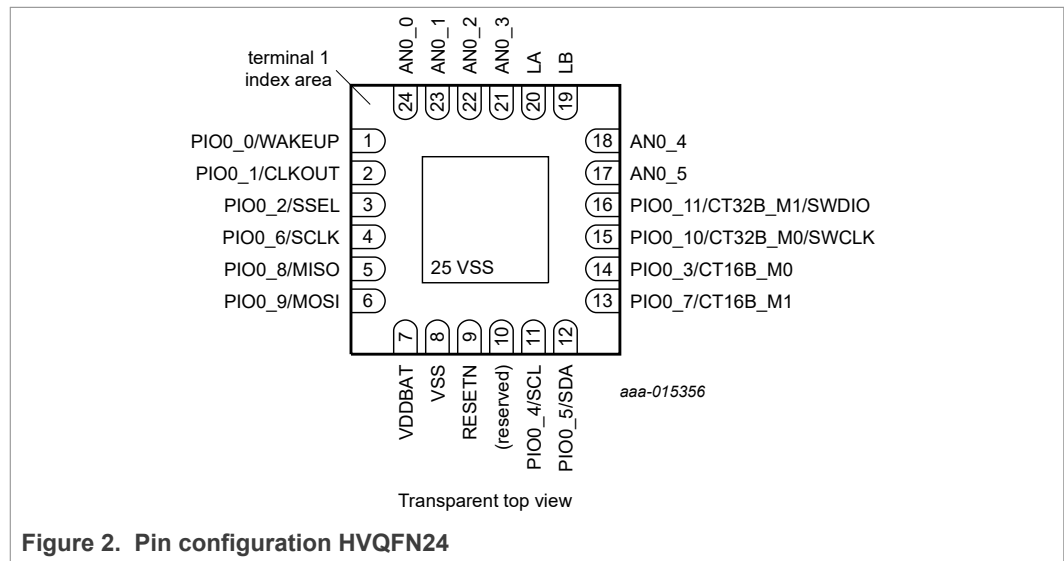 AN0_0
AN0_1
AN0_2
AN0_3
LA
LB
terminal 1
index area
24
23
22
21
20
19
PIO0_0/WAKEUP 1
PIO0_1/CLKOUT 2
PIO0_2/SSEL 3
PIO0_6/SCLK 4
PIO0_8/MISO 5
PIO0_9/MOSI 6
25 VSS
18 AN0_4
17 AN0_5
16 PIO0_11/CT32B_M1/SWDIO
15 PIO0_10/CT32B_M0/SWCLK
14 PIO0_3/CT16B_M0
13 PIO0_7/CT16B_M1
7
8
9
10
11
12
VDDBAT
VSS
RESETN
(reserved)
PIO0_4/SCL
PIO0_5/SDA
aaa-015356
Transparent top view
Figure 2. Pin configuration HVQFN24